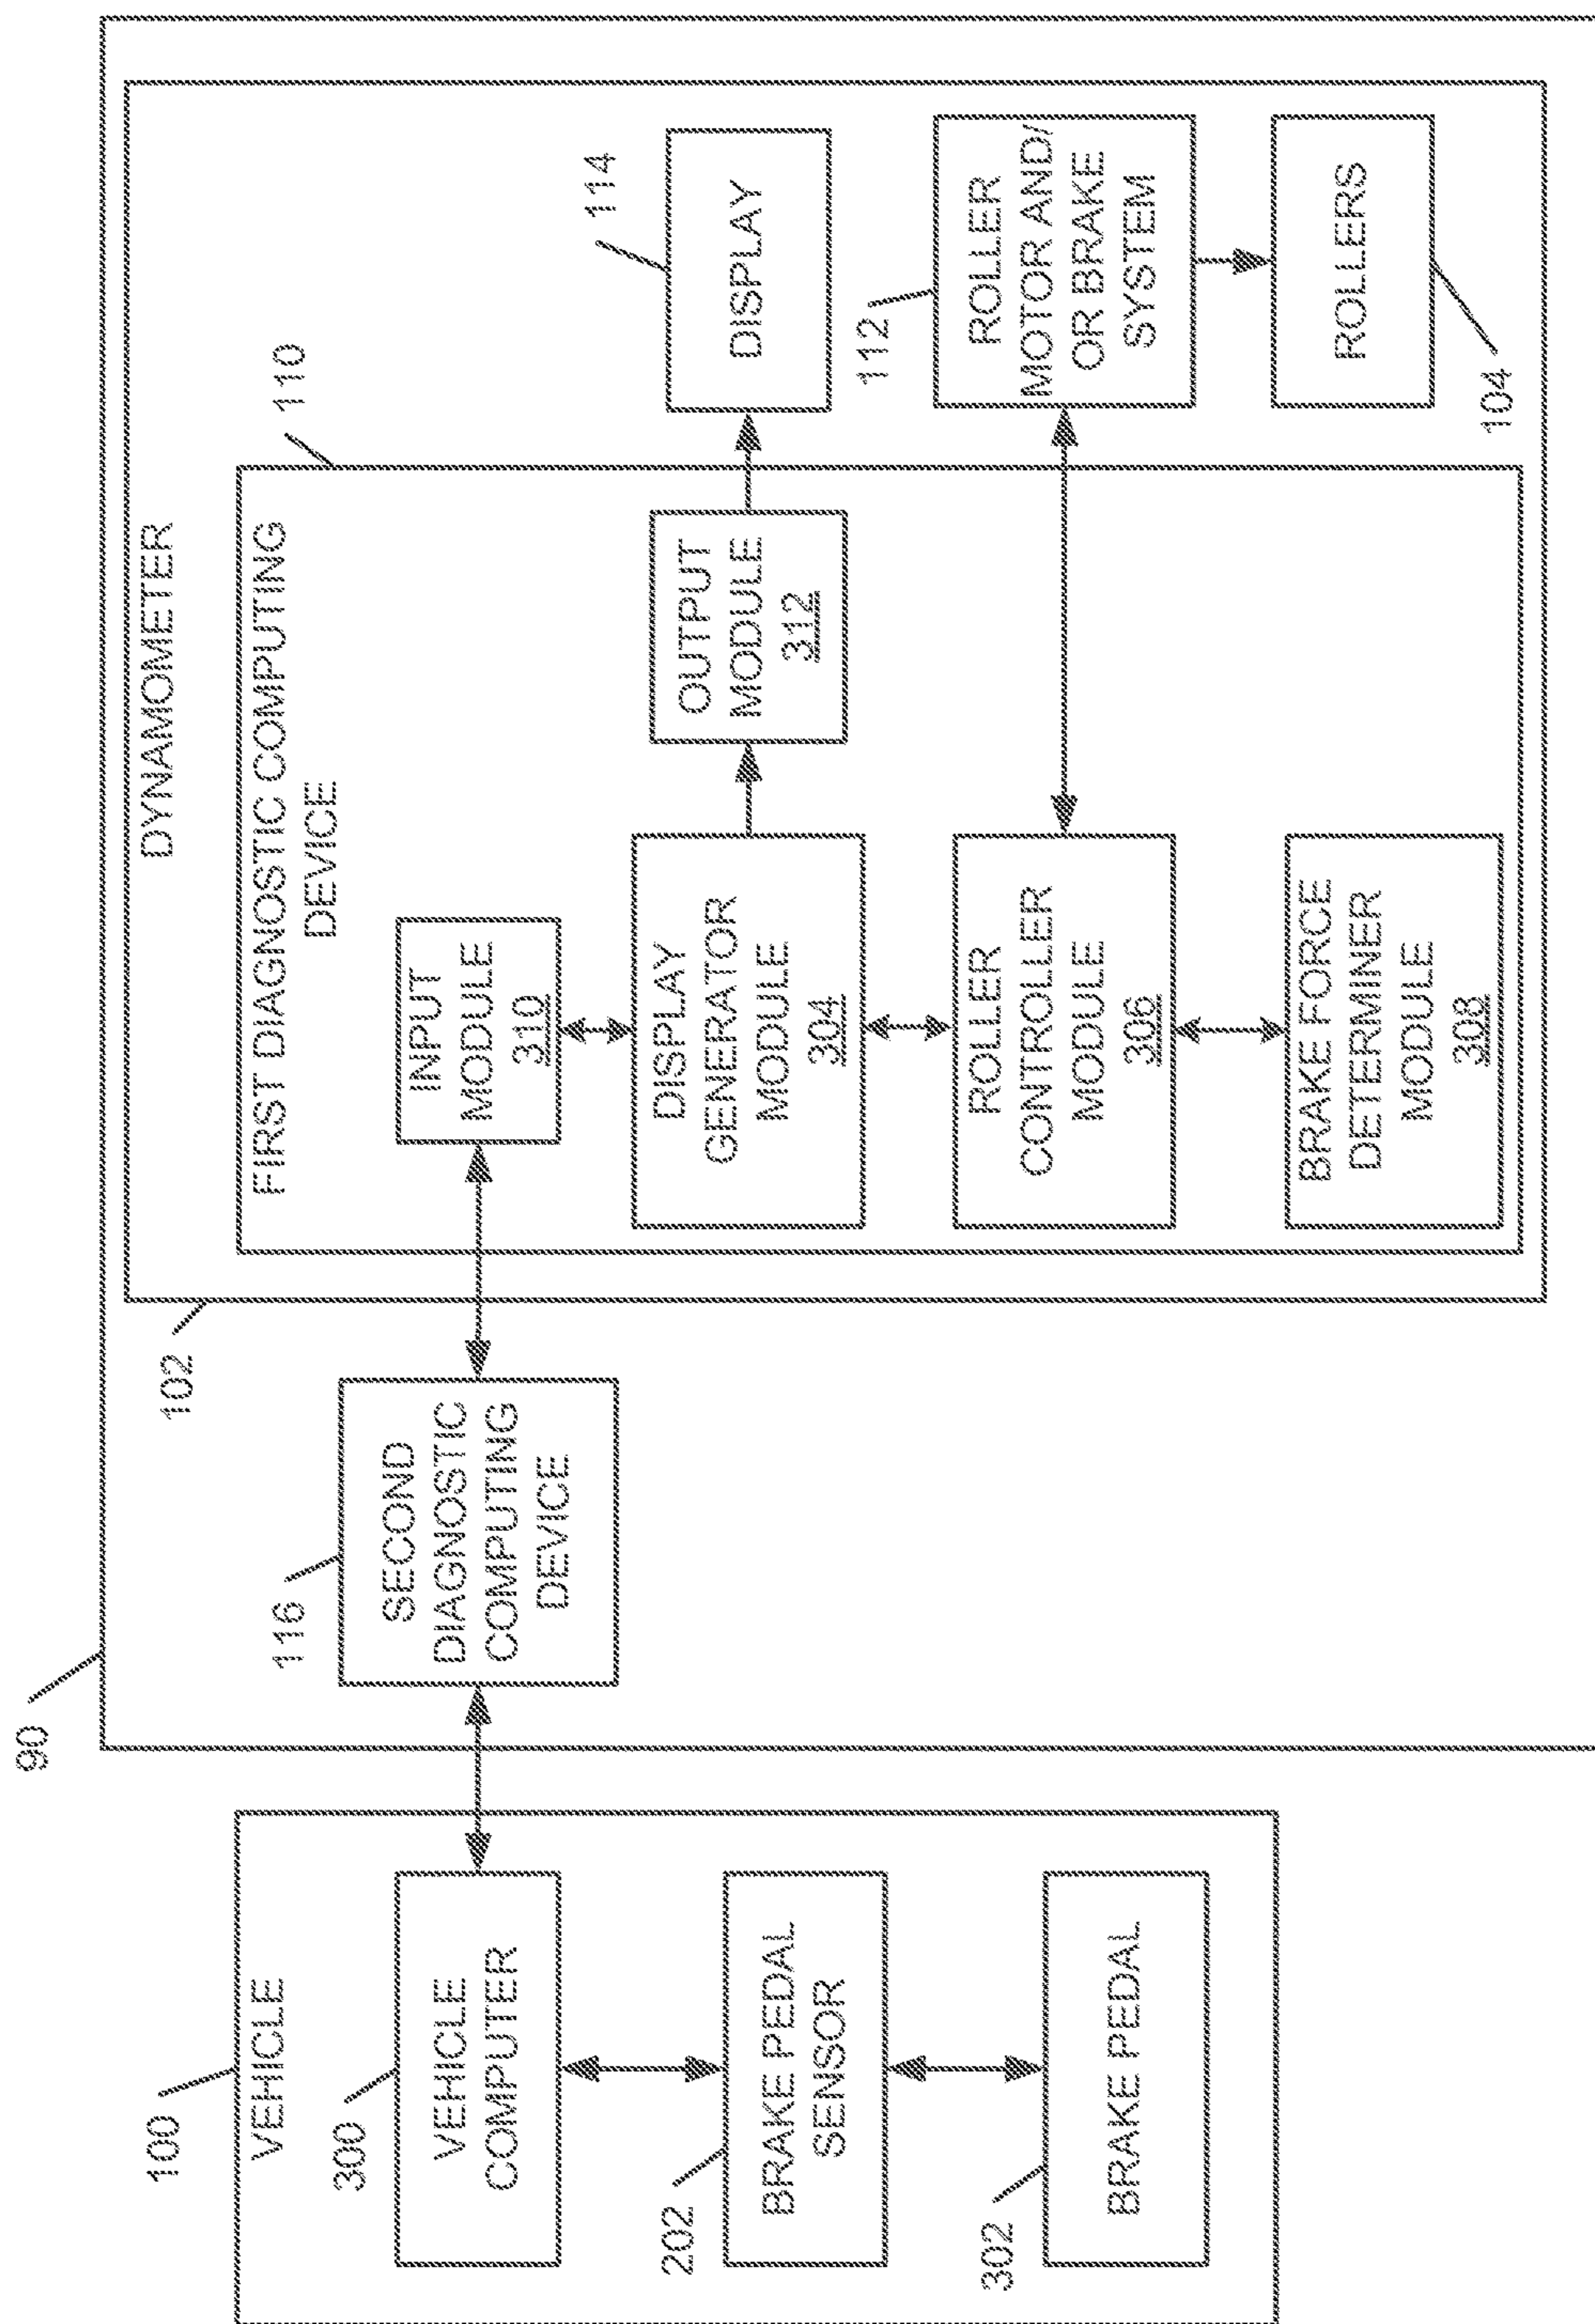 90
100
VEHICLE
300
VEHICLE
COMPUTER
202
BRAKE PEDAL
SENSOR
302
BRAKE PEDAL
116
SECOND
DIAGNOSTIC
COMPUTING
DEVICE
102
DYNAMOMETER
110
FIRST DIAGNOSTIC COMPUTING
DEVICE
INPUT
MODULE
310
DISPLAY
GENERATOR
MODULE
304
OUTPUT
MODULE
312
ROLLER
CONTROLLER
MODULE
306
BRAKE FORCE
DETERMINER
MODULE
308
114
DISPLAY
112
ROLLER
MOTOR AND/
OR BRAKE
SYSTEM
ROLLERS
104